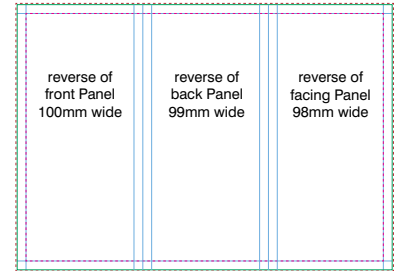 reverse of
front Panel
100mm wide
reverse of
back Panel
99mm wide
reverse of
facing Panel
98mm wide